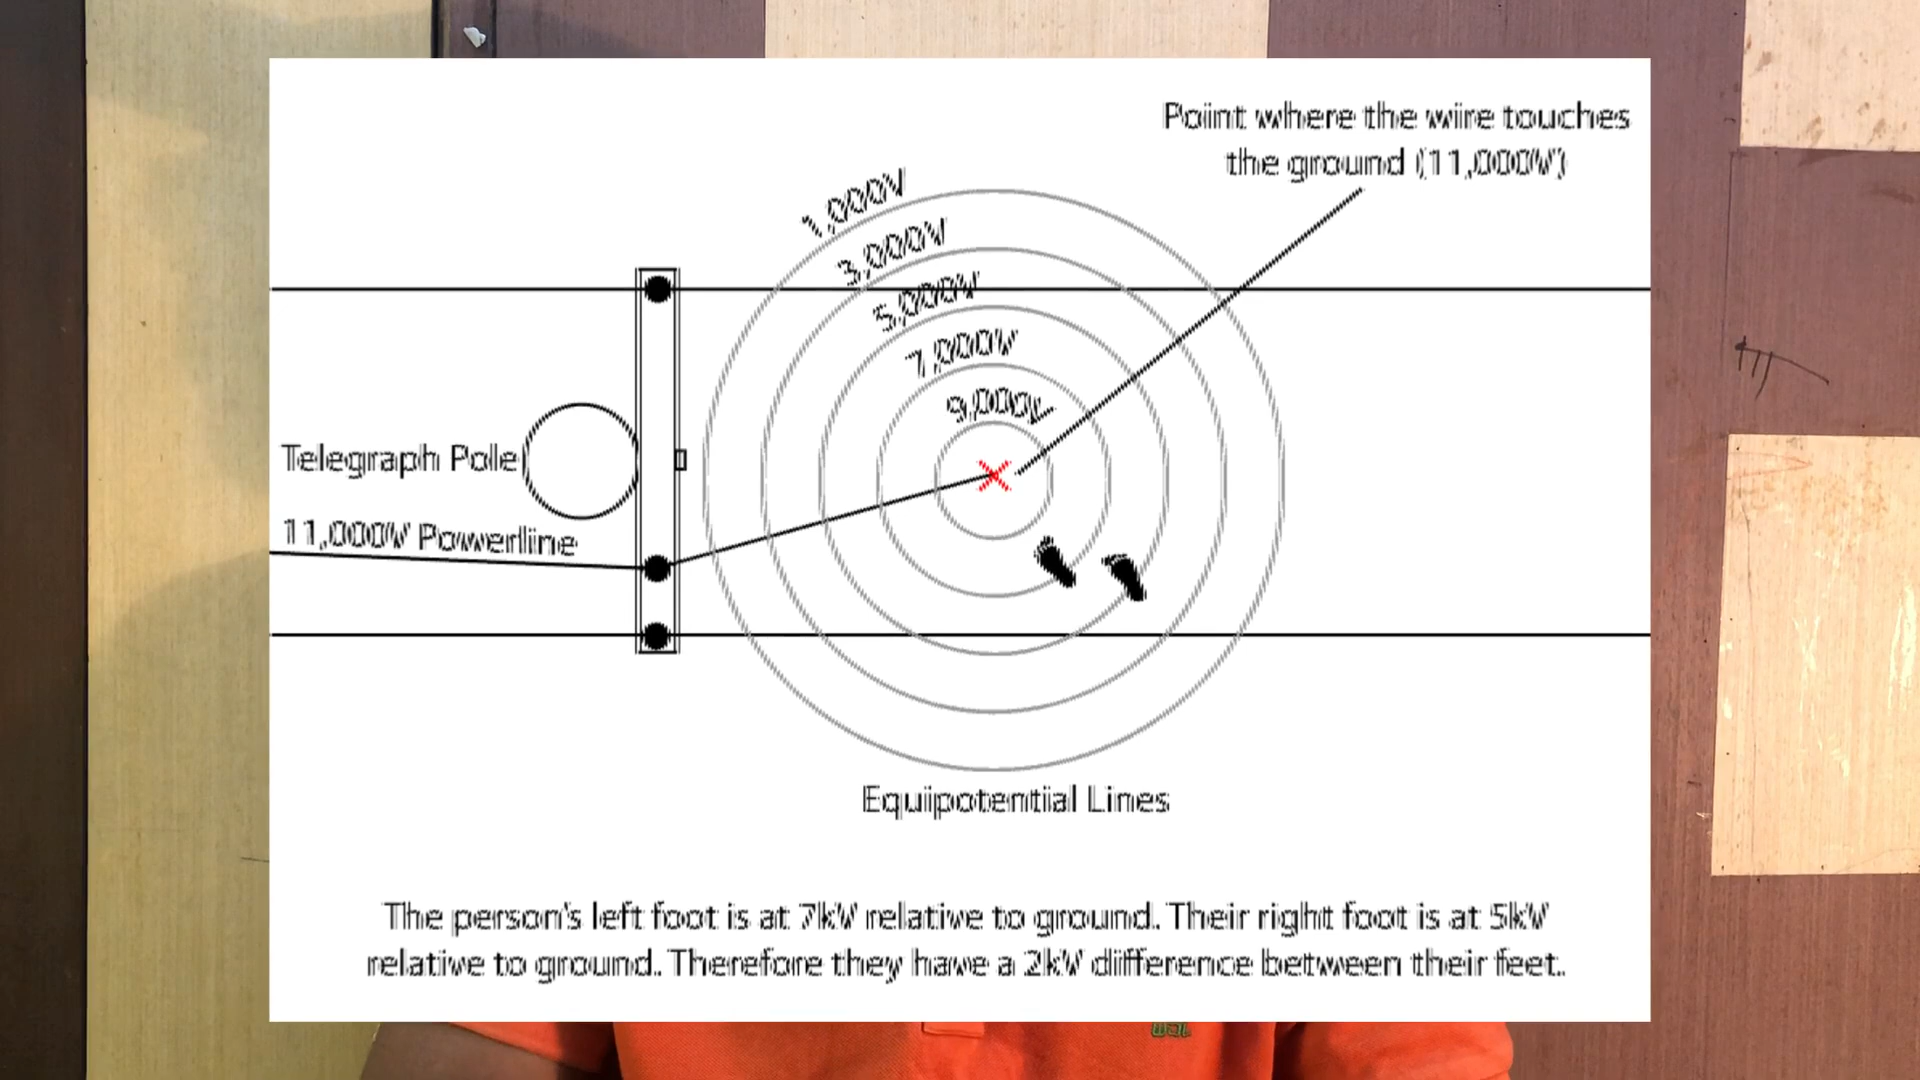 Point where the wire touches
the ground (11,000V)
1,000V
3,000V
5,000V
7,000V
9,000V
Telegraph Pole
11,000V Powerline
Equipotential Lines
The person's left foot is at 7kV relative to ground. Their right foot is at 5kV
relative to ground. Therefore they have a 2kV difference between their feet.